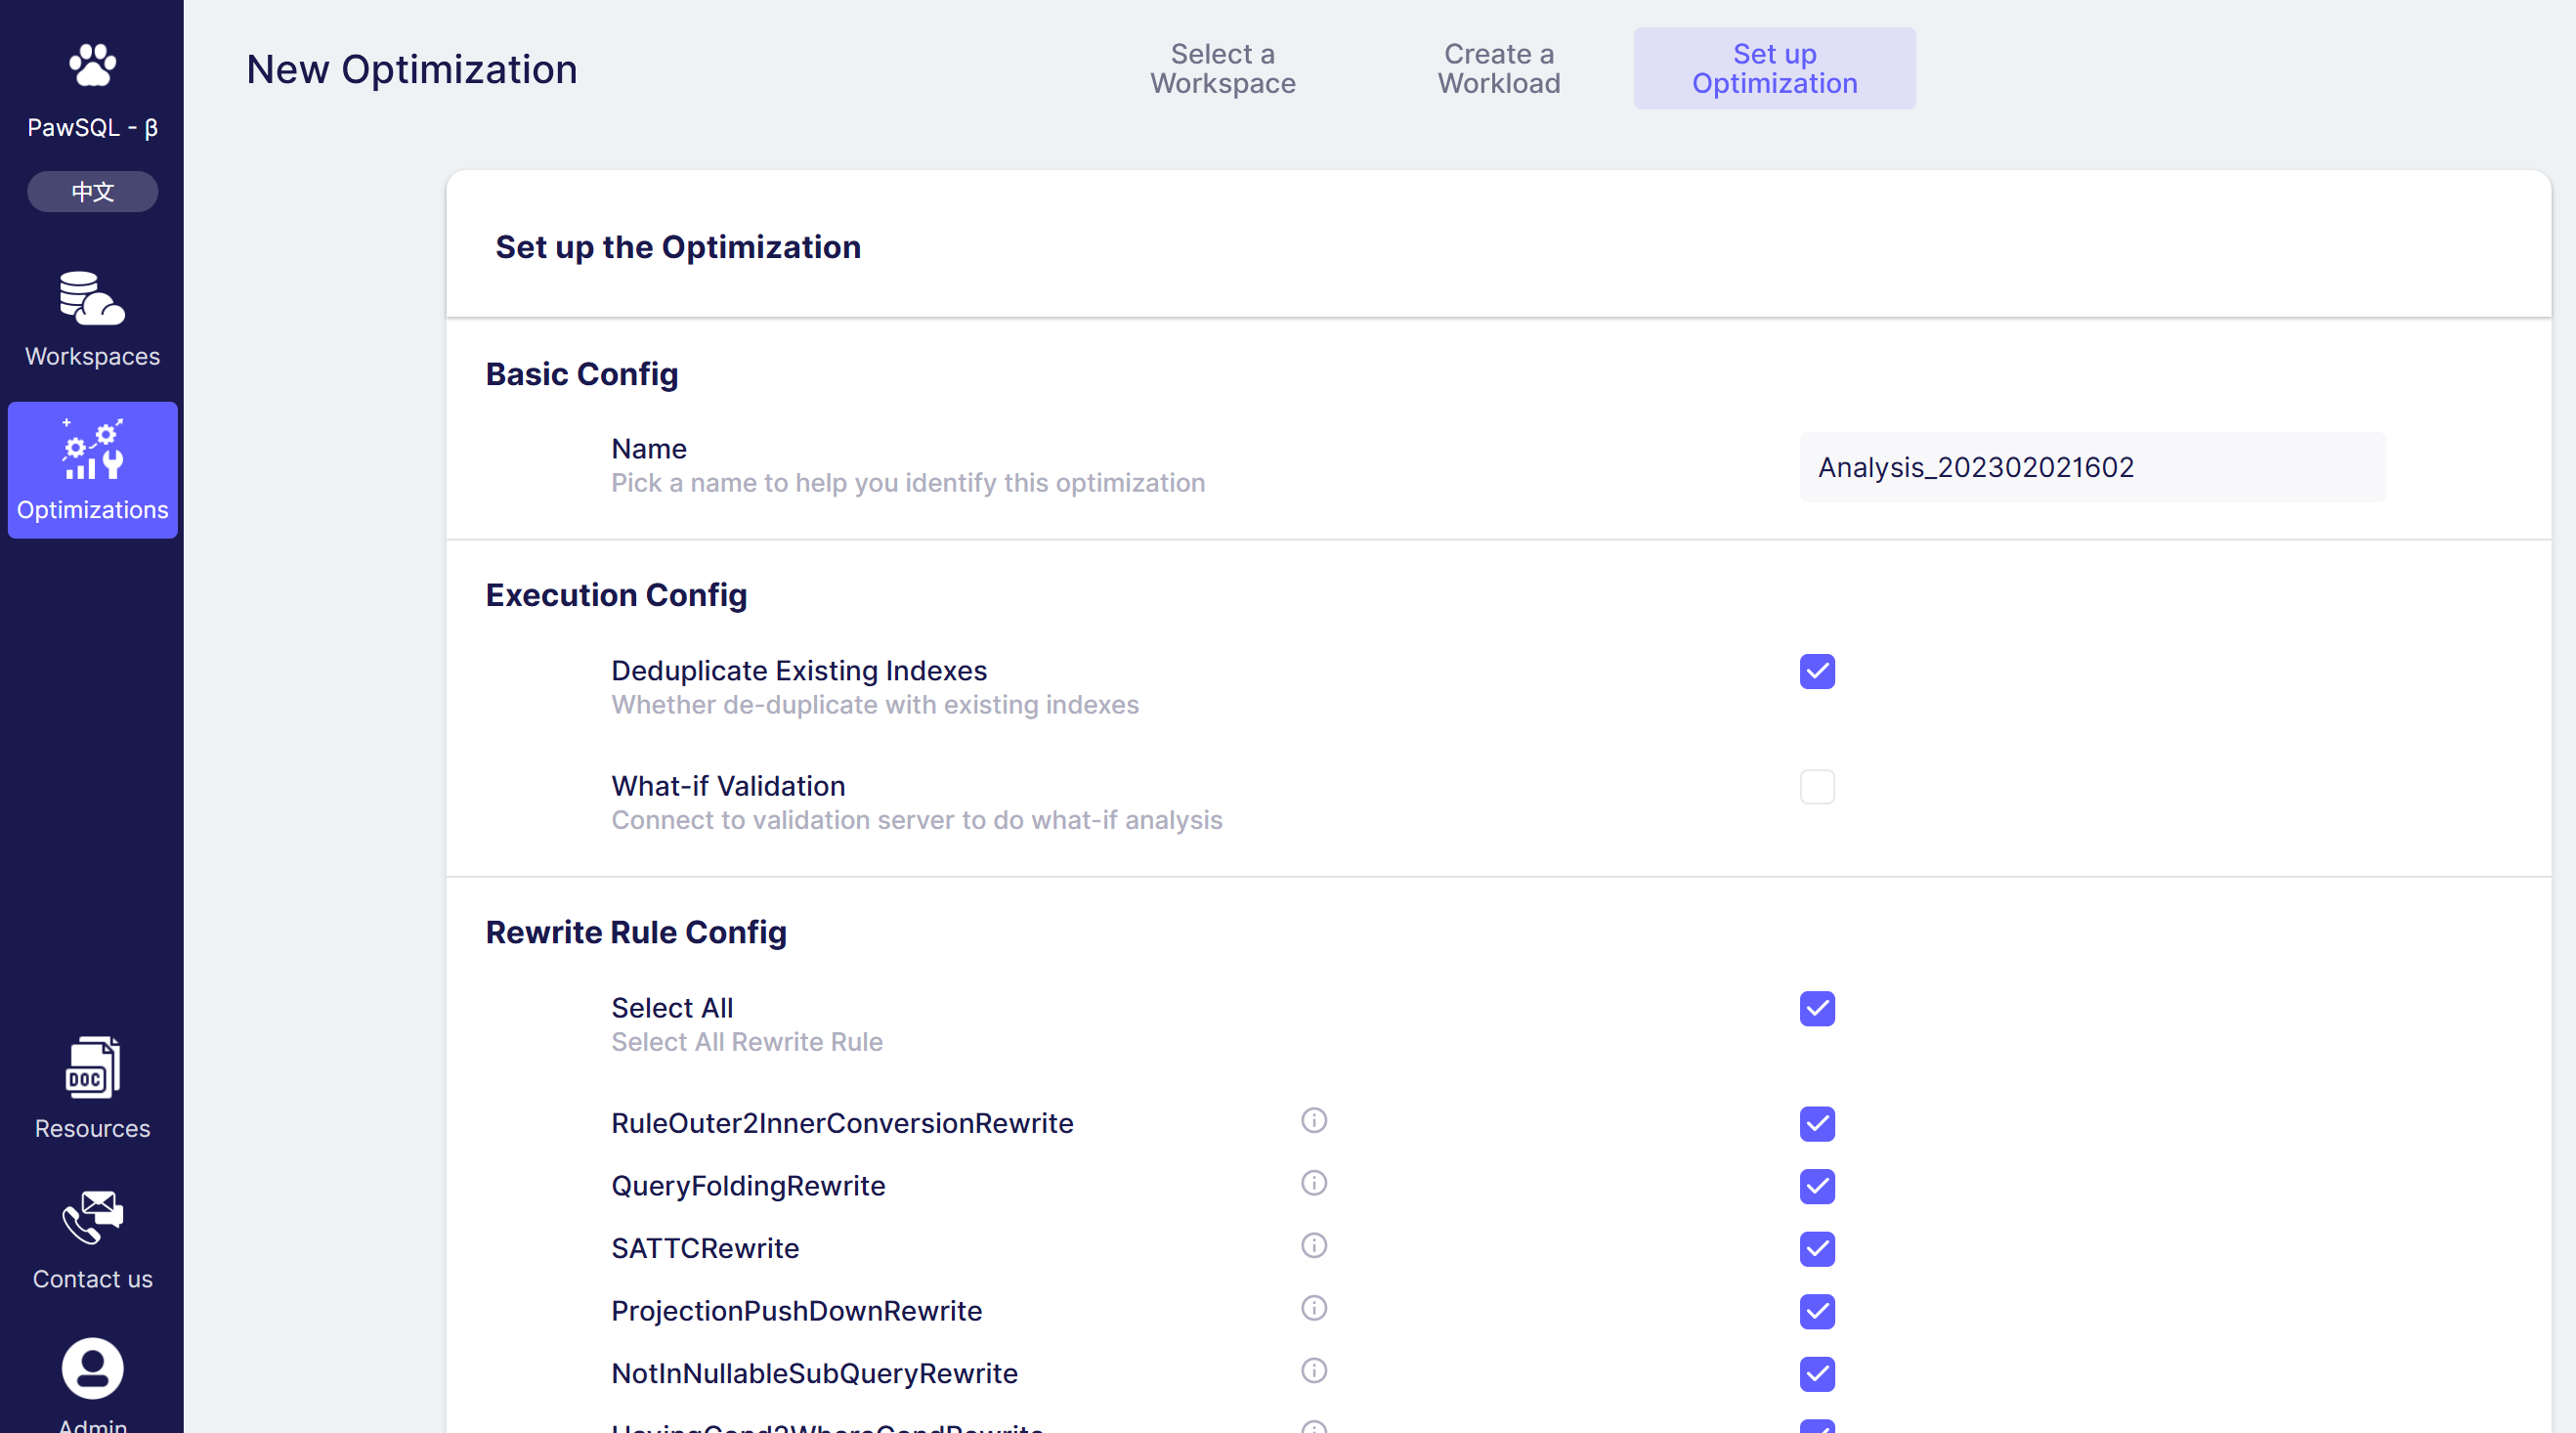 PawSQL - β
中文
Workspaces
Optimizations
DOC
Resources
Contact us
Admin
New Optimization
Select a
Workspace
Create a
Workload
Set up
Optimization
Set up the Optimization
Basic Config
Name
Pick a name to help you identify this optimization
Analysis_202302021602
Execution Config
Deduplicate Existing Indexes
Whether de-duplicate with existing indexes
What-if Validation
Connect to validation server to do what-if analysis
Rewrite Rule Config
Select All
Select All Rewrite Rule
RuleOuter2InnerConversionRewrite
QueryFoldingRewrite
SATTCRewrite
ProjectionPushDownRewrite
NotInNullableSubQueryRewrite
HavingCond2WhereCondRewrite